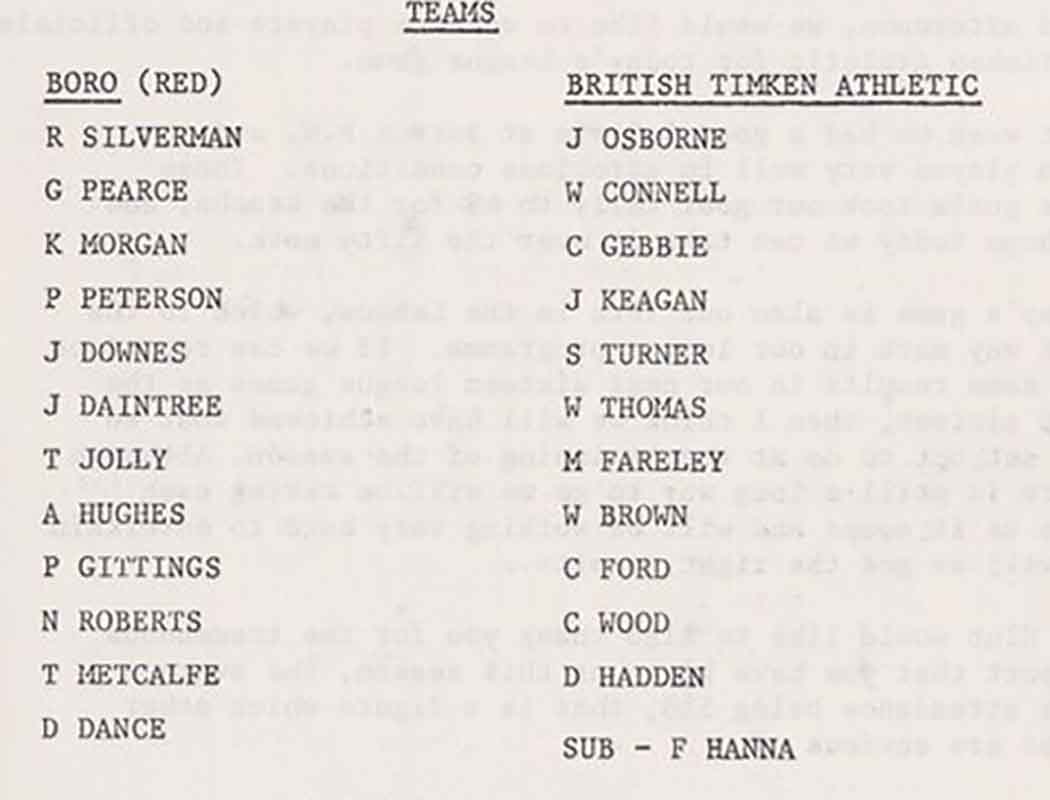 TEAMS
BORO (RED)
R SILVERMAN
G PEARCE
K MORGAN
P PETERSON
J DOWNES
J DAINTREE
T JOLLY
A HUGHES
P GITTINGS
N ROBERTS
T METCALFE
D DANCE
BRITISH TIMKEN ATHLETIC
J OSBORNE
W CONNELL
C GEBBIE
J KEAGAN
S TURNER
W THOMAS
M FARELEY
W BROWN
C FORD
C WOOD
D HADDEN
SUB - F HANNA